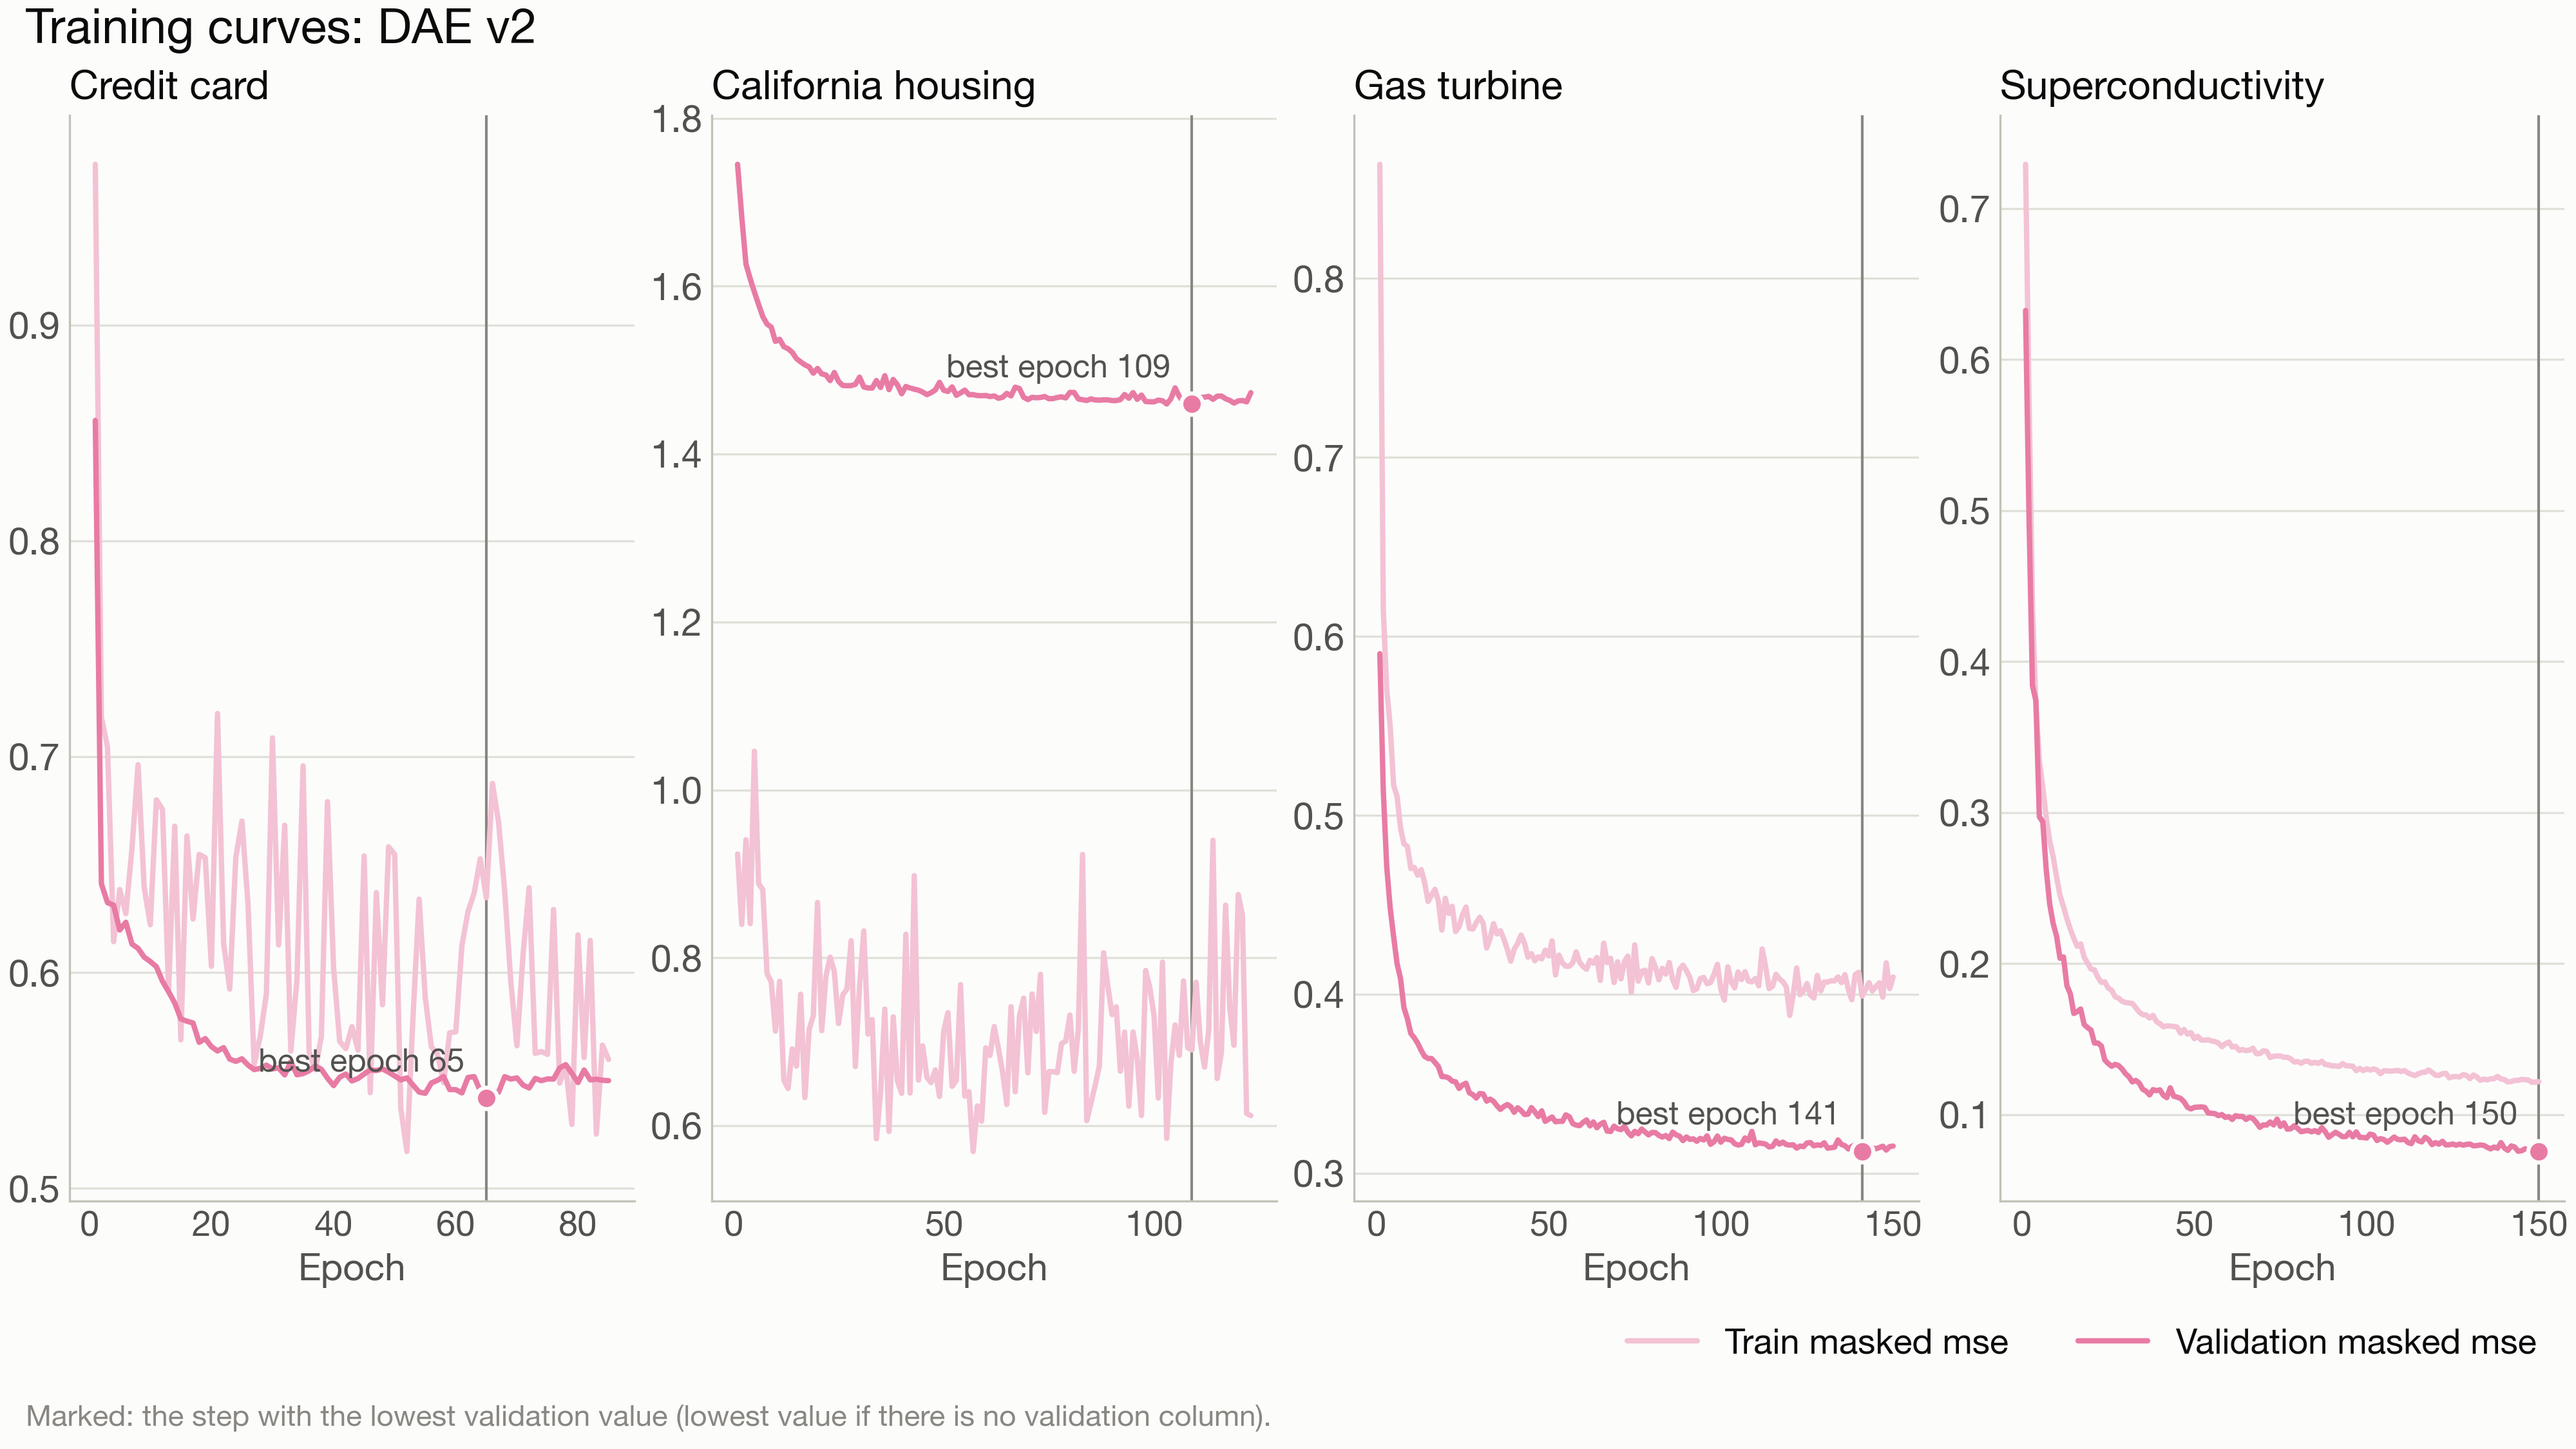 Training curves: DAE v2
Credit card
0.9
0.8
0.7
0.6
0.5
0 20 40 60 80
Epoch
best epoch 65
California housing
1.8
1.6
1.4
1.2
1.0
0.8
0.6
0 50 100
Epoch
best epoch 109
Gas turbine
0.8
0.7
0.6
0.5
0.4
0.3
0 50 100 150
Epoch
best epoch 141
Superconductivity
0.7
0.6
0.5
0.4
0.3
0.2
0.1
0 50 100 150
Epoch
best epoch 150
Train masked mse
Validation masked mse
Marked: the step with the lowest validation value (lowest value if there is no validation column).